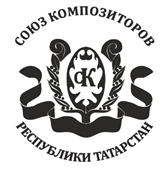 СОЮЗ КОМПОЗИТОРОВ
СК
РЕСПУБЛИКИ ТАТАРСТАН